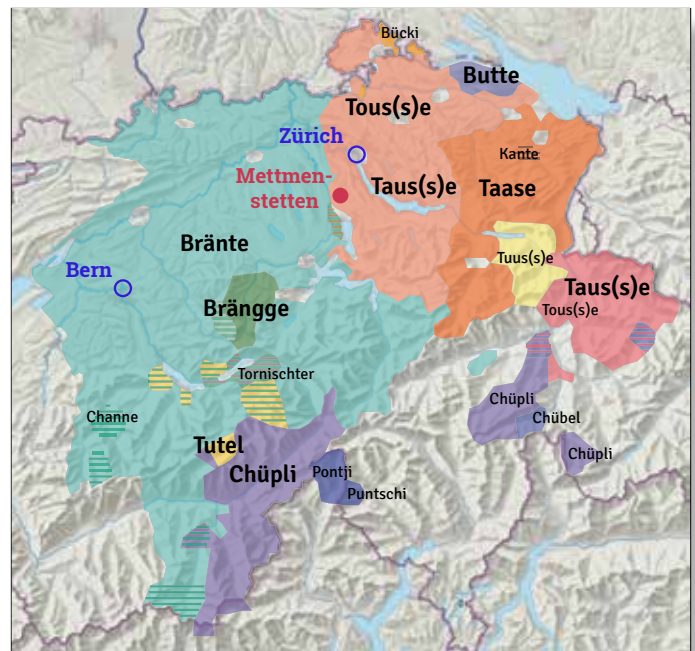 Bücki
Butte
Tous(s)e
Zürich
Kante
Mettmen-
stetten
Taus(s)e
Taase
Bränte
Tuus(s)e
Bern
Taus(s)e
Brängge
Tous(s)e
Tornischter
Chüpli
Channe
Chübel
Tutel
Chüpli
Chüpli
Pontji
Puntschi